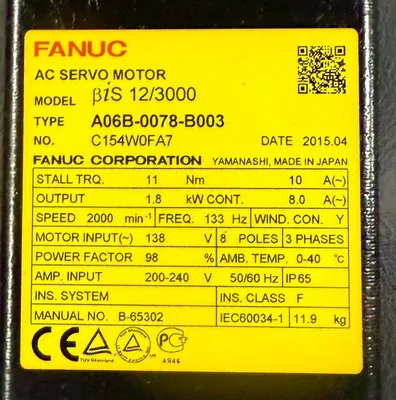 FANUC
AC SERVO MOTOR
MODEL βiS 12/3000
TYPE A06B-0078-B003
NO. C154W0FA7 DATE 2015.04
FANUC CORPORATION YAMANASHI, MADE IN JAPAN
STALL TRQ. 11 Nm 10 A(~)
OUTPUT 1.8 kW CONT. 8.0 A(~)
SPEED 2000 min⁻¹ FREQ. 133 Hz WIND. CON. Y
MOTOR INPUT(~) 138 V 8 POLES 3 PHASES
POWER FACTOR 98 % AMB. TEMP. 0-40 ℃
AMP. INPUT 200-240 V 50/60 Hz IP65
INS. SYSTEM INS. CLASS F
MANUAL NO. B-65302 IEC60034-1 11.9 kg
CE TUV Rheinland PG